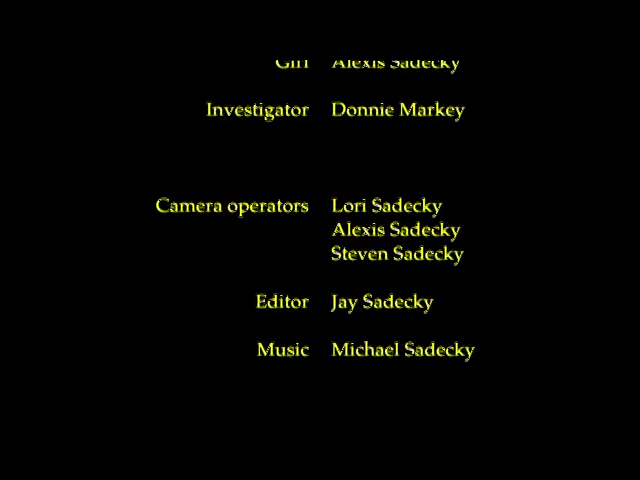 Girl Alexis Sadecky
Investigator Donnie Markey
Camera operators Lori Sadecky
Alexis Sadecky
Steven Sadecky
Editor Jay Sadecky
Music Michael Sadecky